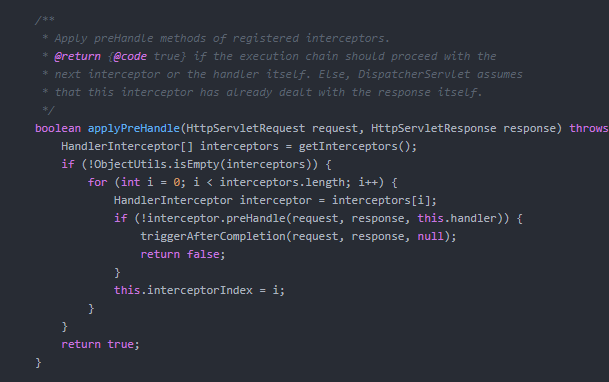 /**
 * Apply preHandle methods of registered interceptors.
 * @return {@code true} if the execution chain should proceed with the
 * next interceptor or the handler itself. Else, DispatcherServlet assumes
 * that this interceptor has already dealt with the response itself.
 */
boolean applyPreHandle(HttpServletRequest request, HttpServletResponse response) throws
    HandlerInterceptor[] interceptors = getInterceptors();
    if (!ObjectUtils.isEmpty(interceptors)) {
        for (int i = 0; i < interceptors.length; i++) {
            HandlerInterceptor interceptor = interceptors[i];
            if (!interceptor.preHandle(request, response, this.handler)) {
                triggerAfterCompletion(request, response, null);
                return false;
            }
            this.interceptorIndex = i;
        }
    }
    return true;
}